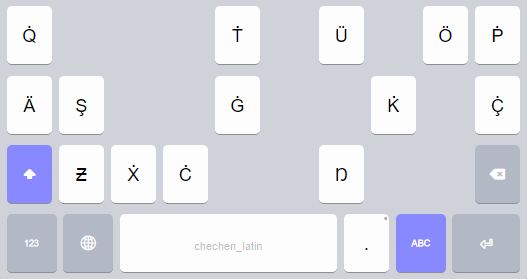 Q̇ Ṫ Ü Ö Ṗ
Ä Ş Ġ K̇ Ç̇
Ƶ Ẋ Ċ Ŋ
123 chechen_latin . ABC